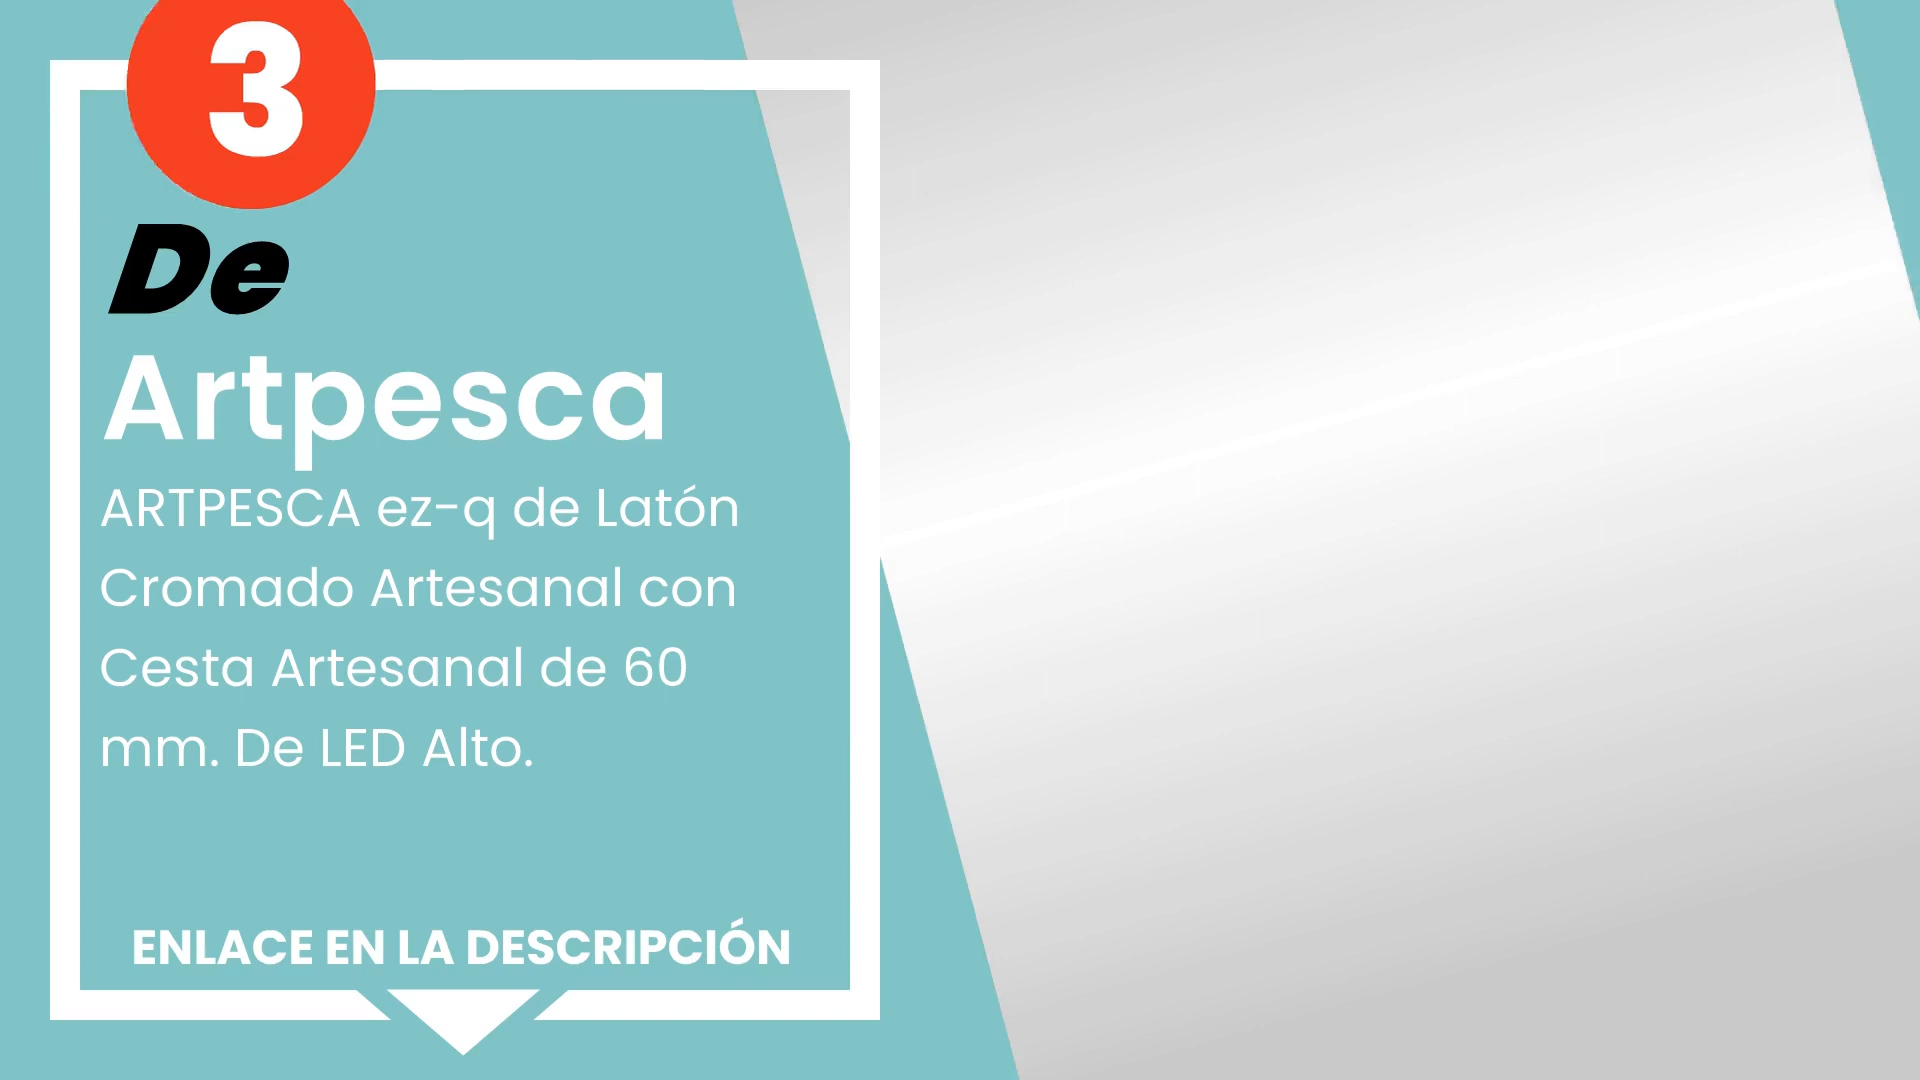 3
De
Artpesca
ARTPESCA ez-q de Latón
Cromado Artesanal con
Cesta Artesanal de 60
mm. De LED Alto.
ENLACE EN LA DESCRIPCIÓN